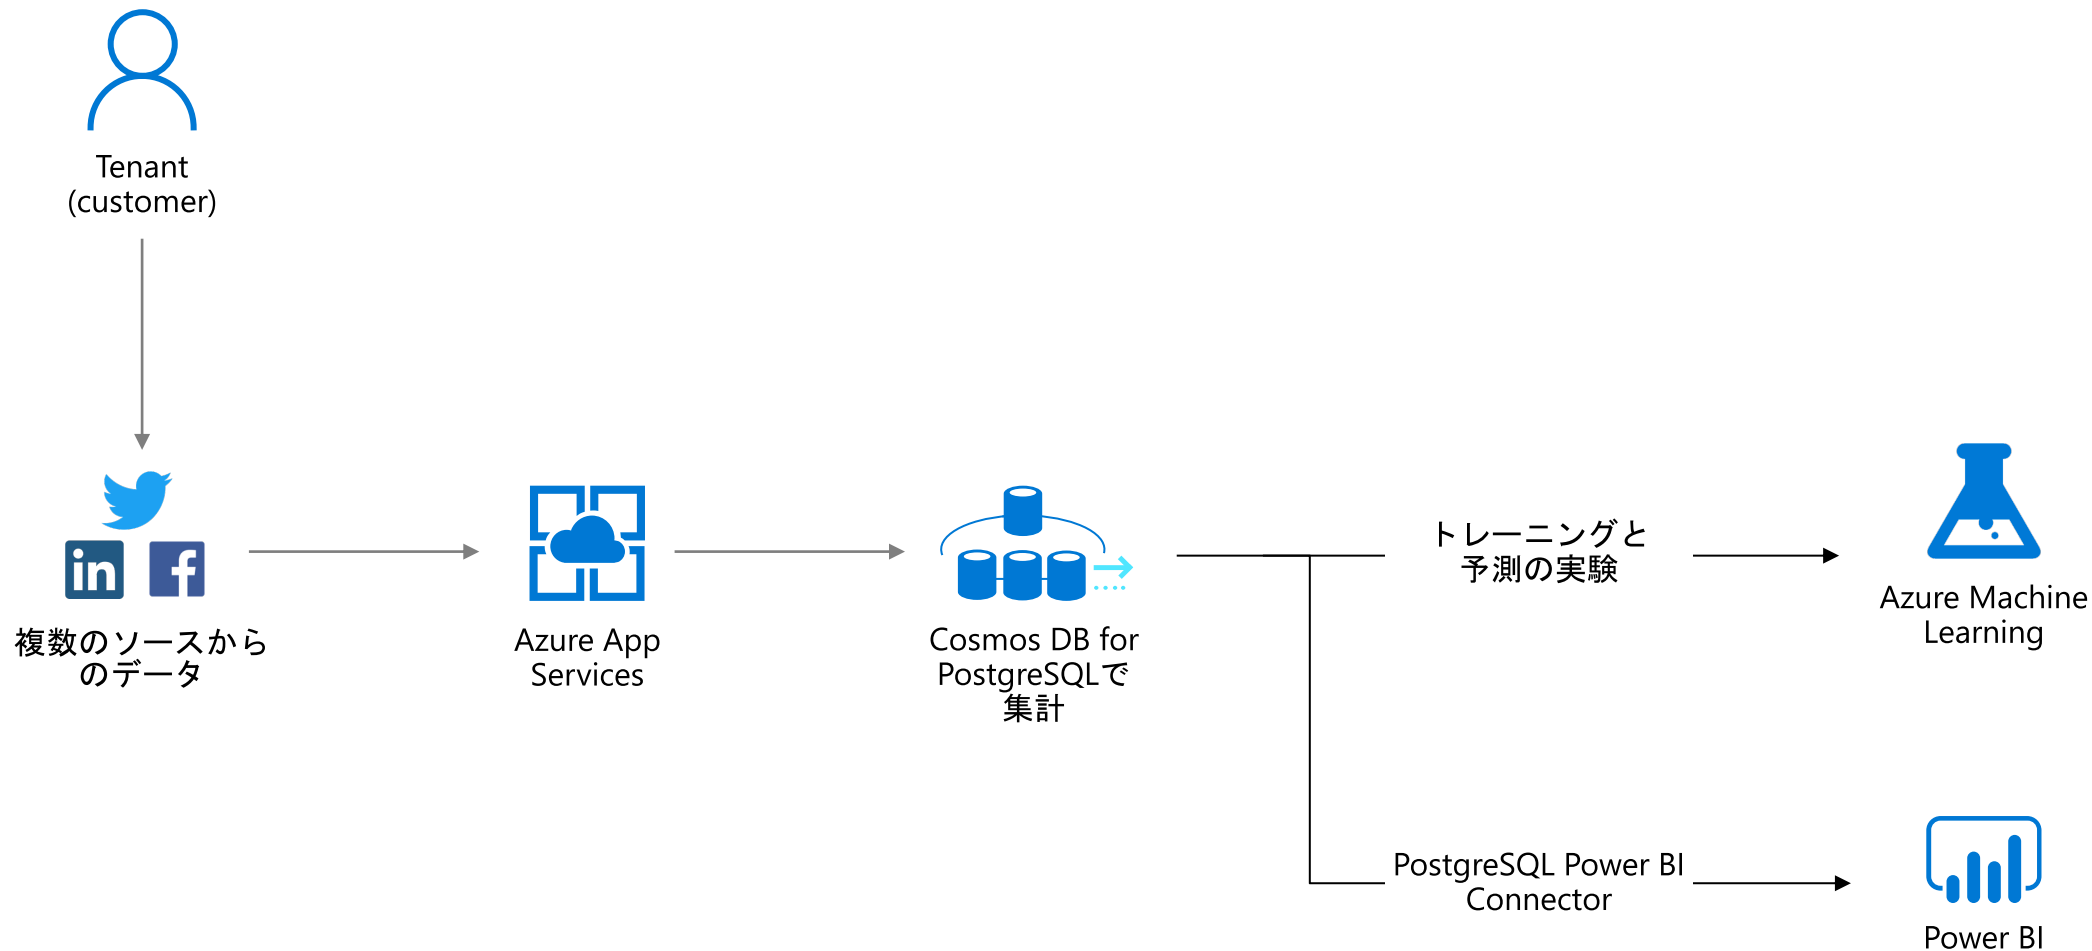 Tenant
(customer)
複数のソースから
のデータ
Azure App
Services
Cosmos DB for
PostgreSQLで
集計
トレーニングと
予測の実験
Azure Machine
Learning
PostgreSQL Power BI
Connector
Power BI